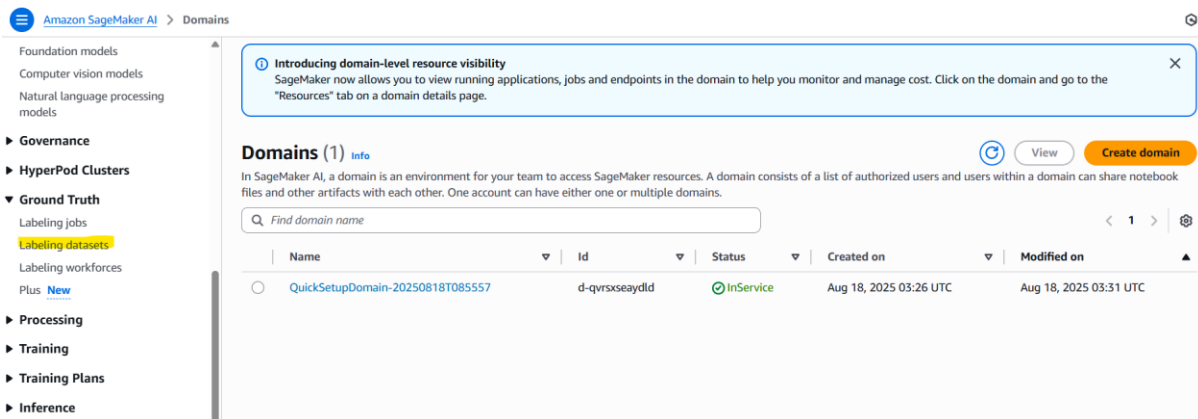 Amazon SageMaker AI > Domains
Foundation models
Computer vision models
Natural language processing
models
Governance
HyperPod Clusters
Ground Truth
Labeling jobs
Labeling datasets
Labeling workforces
Plus New
Processing
Training
Training Plans
Inference
Introducing domain-level resource visibility
SageMaker now allows you to view running applications, jobs and endpoints in the domain to help you monitor and manage cost. Click on the domain and go to the
"Resources" tab on a domain details page.
Domains (1) Info
View
Create domain
In SageMaker AI, a domain is an environment for your team to access SageMaker resources. A domain consists of a list of authorized users and users within a domain can share notebook
files and other artifacts with each other. One account can have either one or multiple domains.
Find domain name
< 1 >
Name Id Status Created on Modified on
QuickSetupDomain-20250818T085557 d-qvrsxseaydld InService Aug 18, 2025 03:26 UTC Aug 18, 2025 03:31 UTC